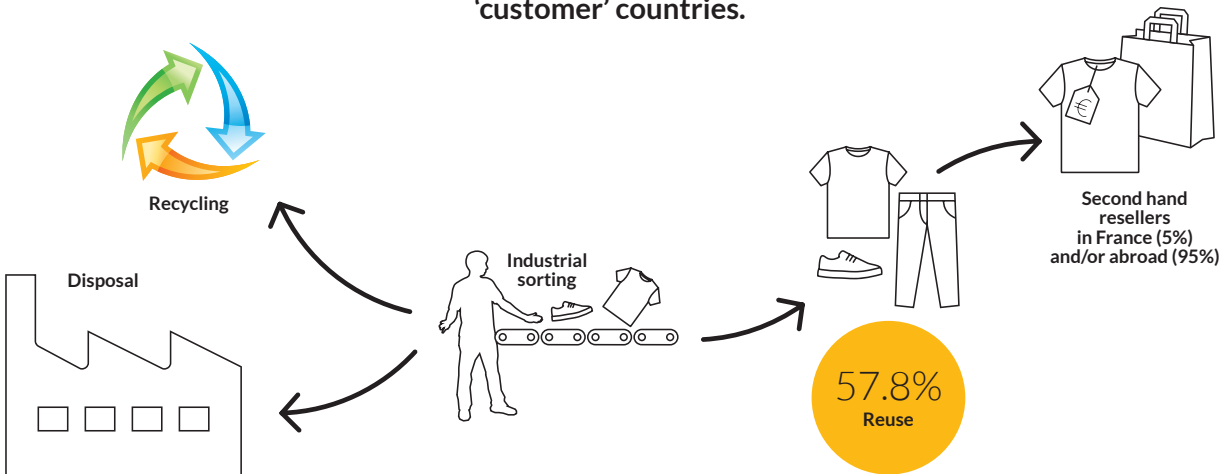 'customer' countries.
Recycling
Disposal
Industrial
sorting
€
57.8%
Reuse
Second hand
resellers
in France (5%)
and/or abroad (95%)